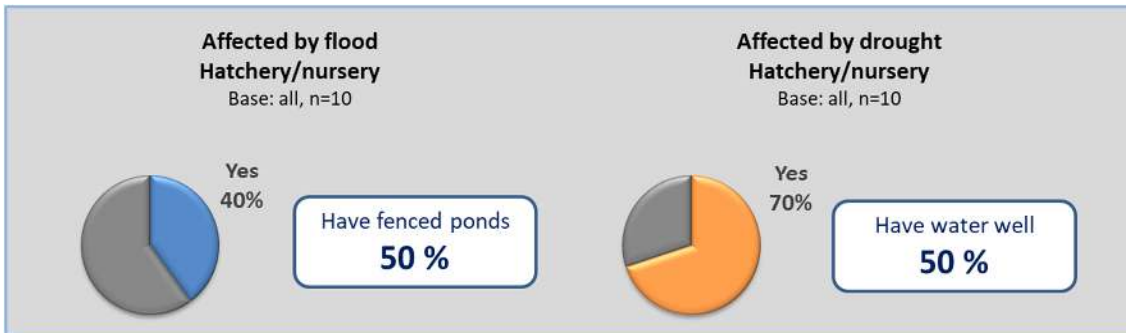 Affected by flood
Hatchery/nursery
Base: all, n=10
Yes
40%
Have fenced ponds
50 %
Affected by drought
Hatchery/nursery
Base: all, n=10
Yes
70%
Have water well
50 %